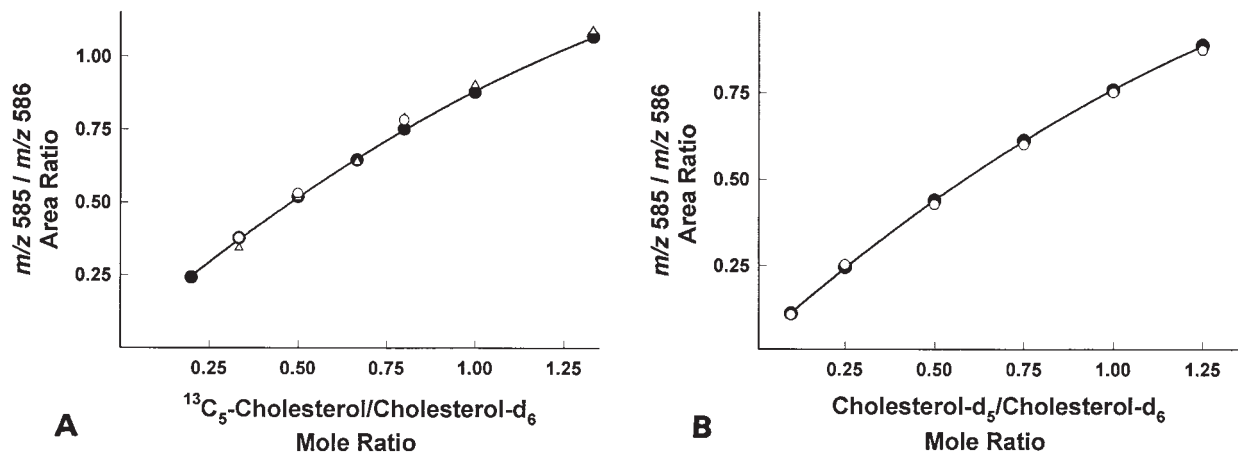 m/z 585 / m/z 586
Area Ratio
1.00
0.75
0.50
0.25
0.25 0.50 0.75 1.00 1.25
¹³C₅-Cholesterol/Cholesterol-d₆
Mole Ratio
A
m/z 585 / m/z 586
Area Ratio
0.75
0.50
0.25
0.25 0.50 0.75 1.00 1.25
Cholesterol-d₅/Cholesterol-d₆
Mole Ratio
B